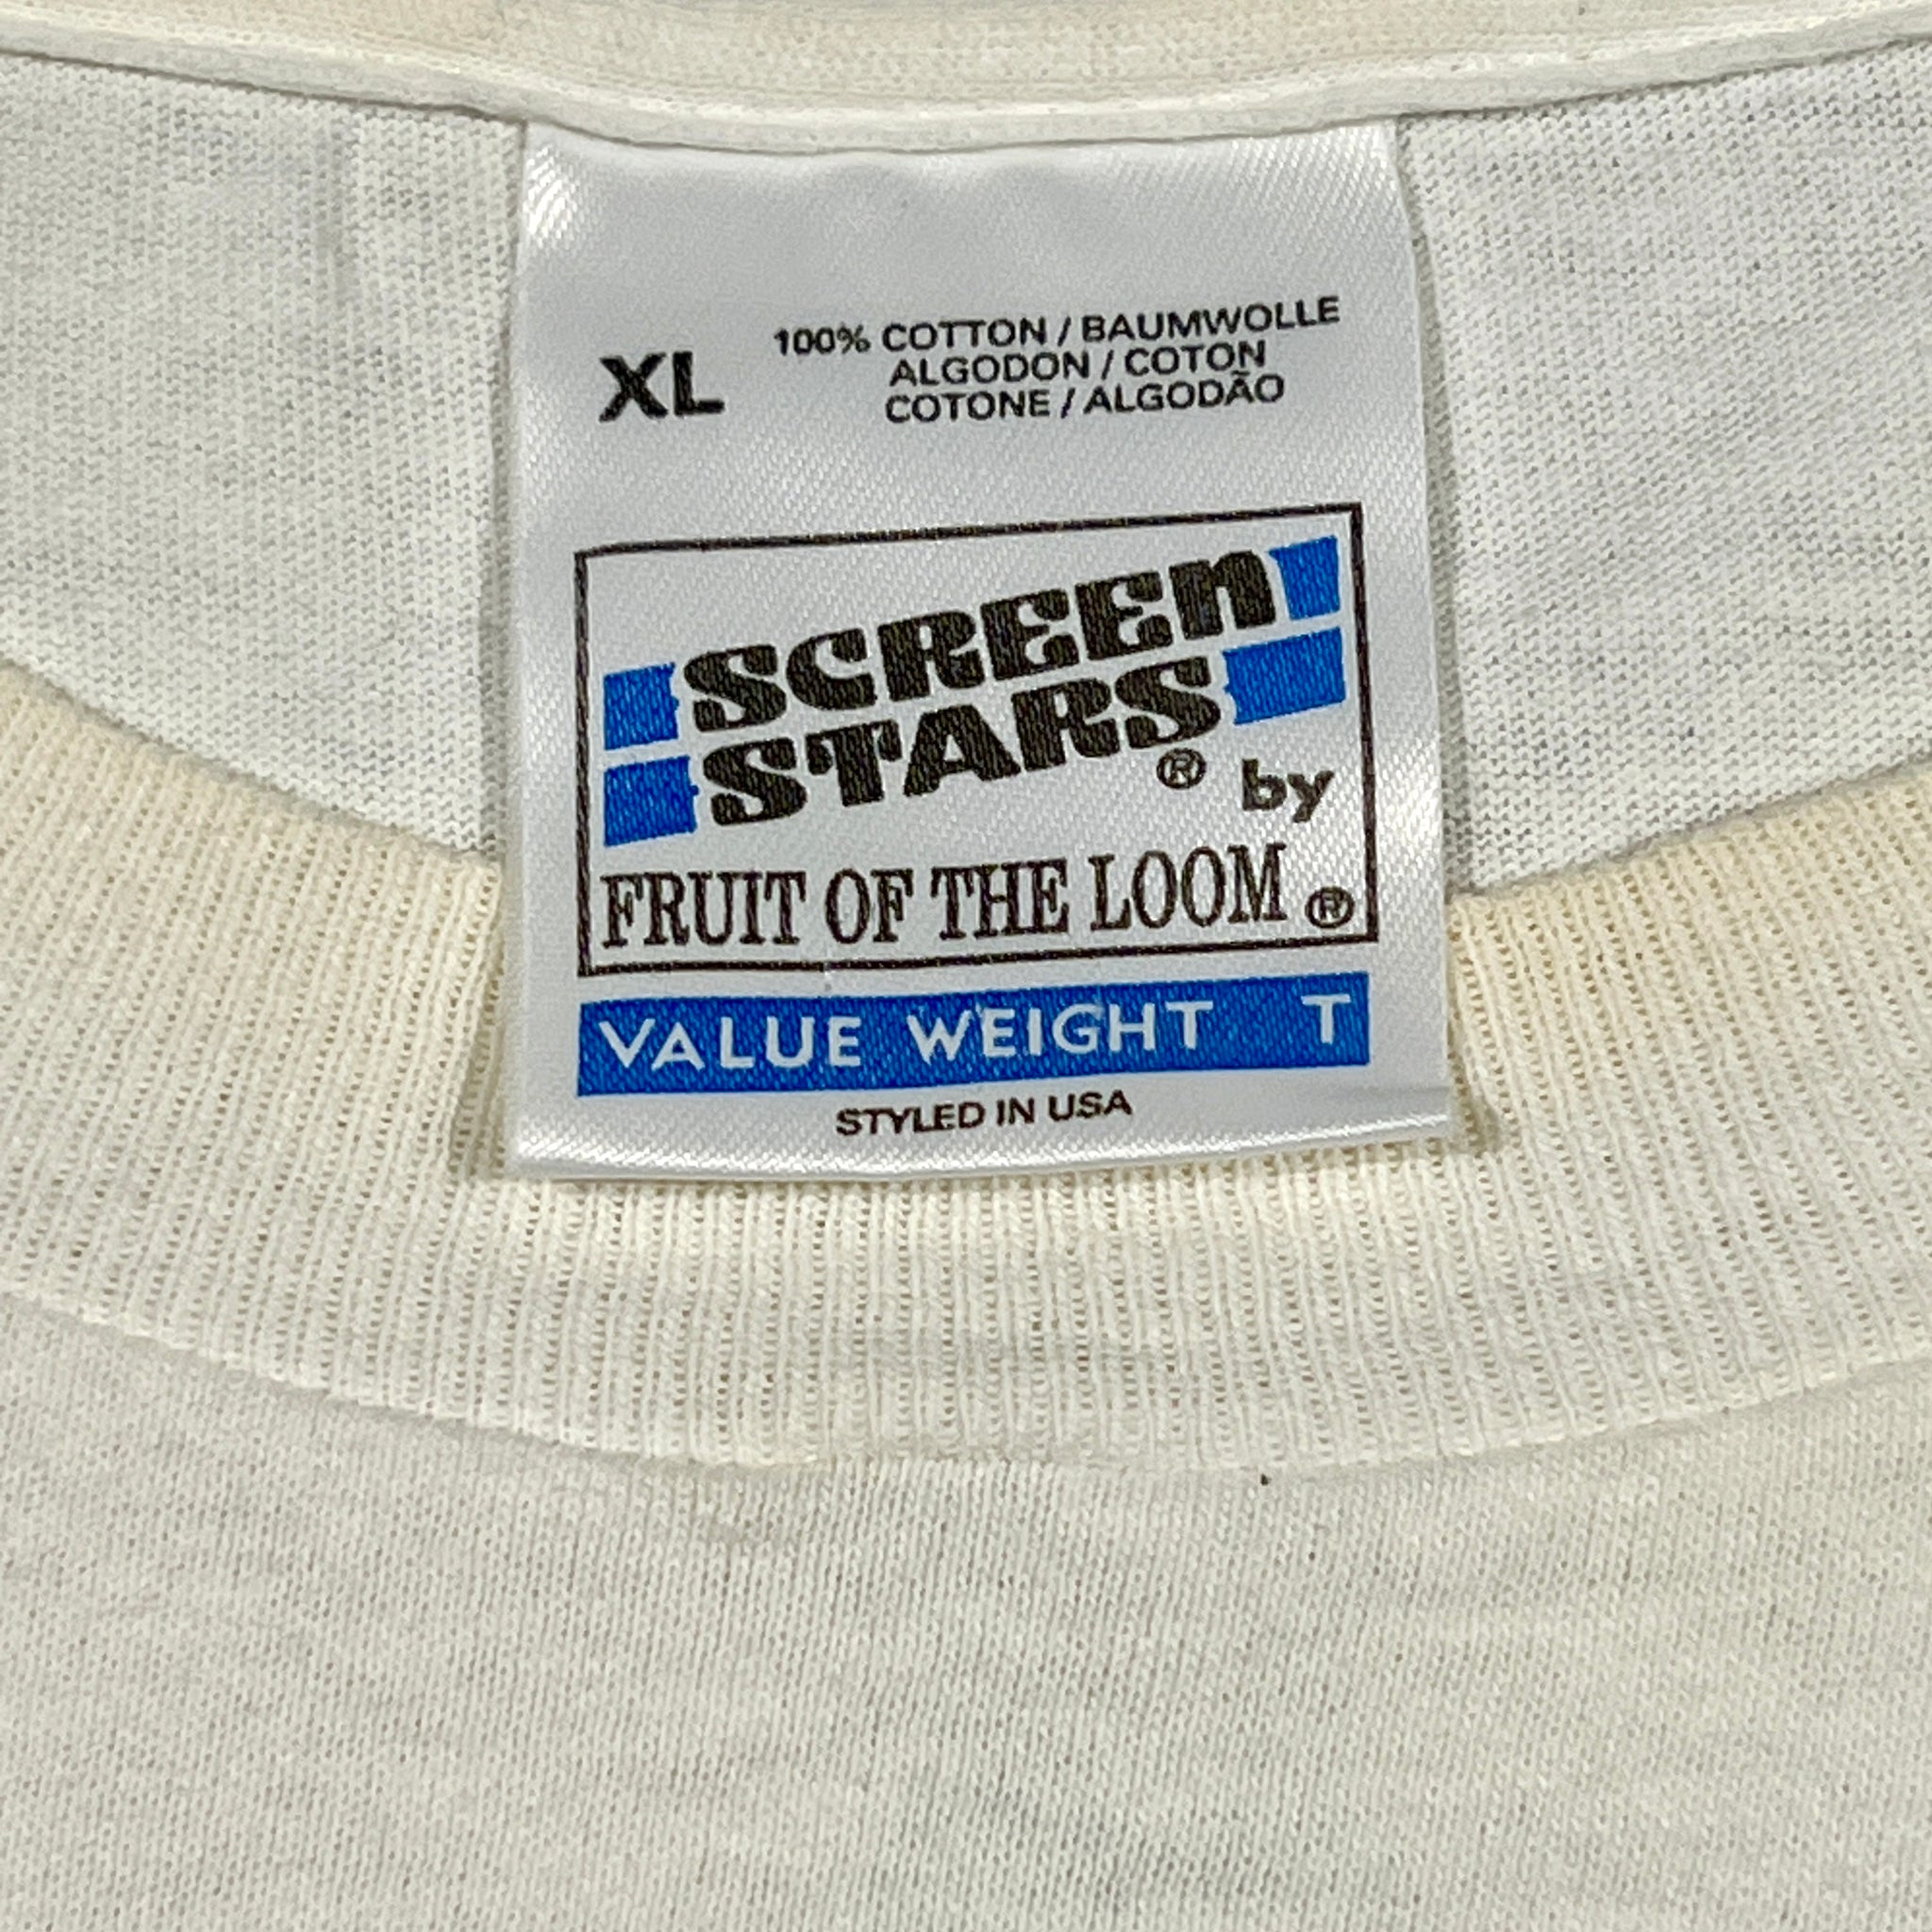 XL
100% COTTON / BAUMWOLLE
ALGODON / COTON
COTONE / ALGODÃO
SCREEN
STARS® by
FRUIT OF THE LOOM®
VALUE WEIGHT T
STYLED IN USA